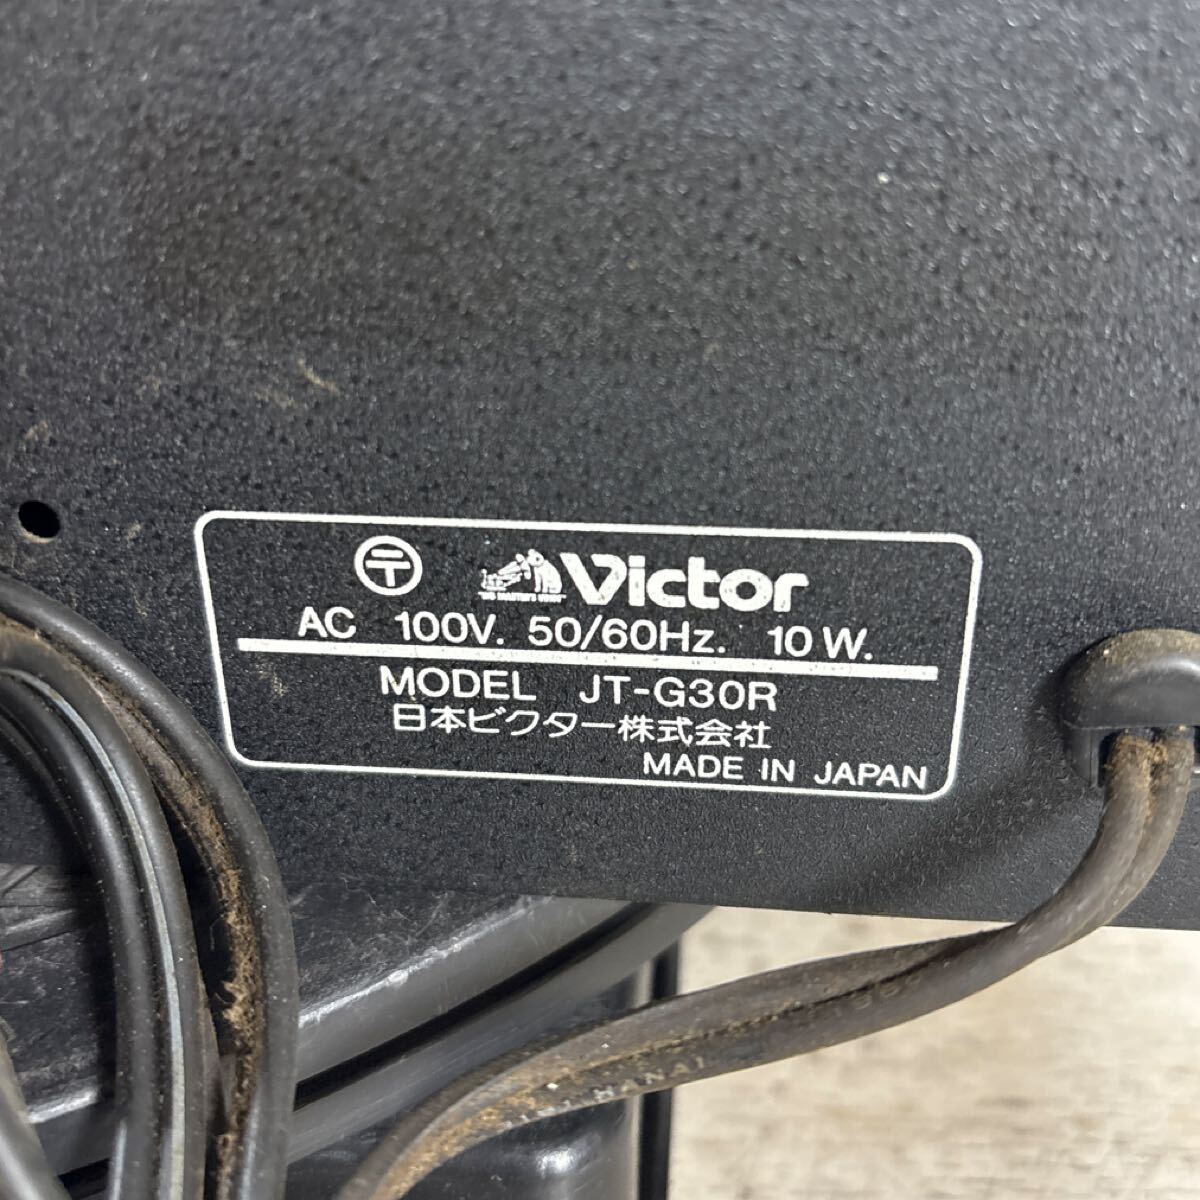 Victor
AC 100V. 50/60Hz. 10W.
MODEL JT-G30R
日本ビクター株式会社
MADE IN JAPAN
HANAI